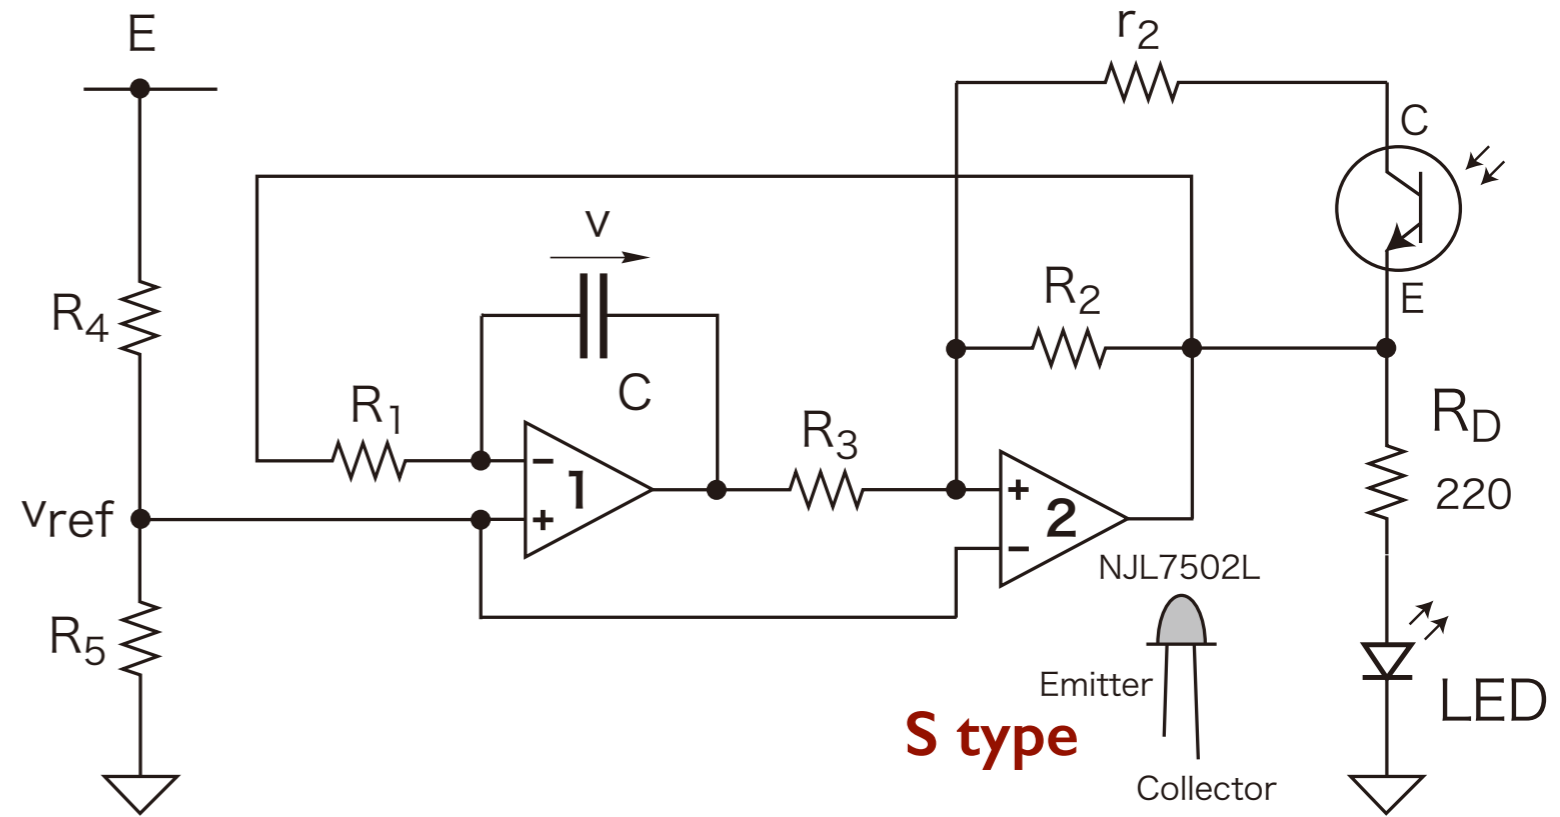 E
r2
C
v
R2
E
R4
C
R1
R3
RD
220
vref
−
+
1
+
−
2
NJL7502L
R5
Emitter
S type
LED
Collector